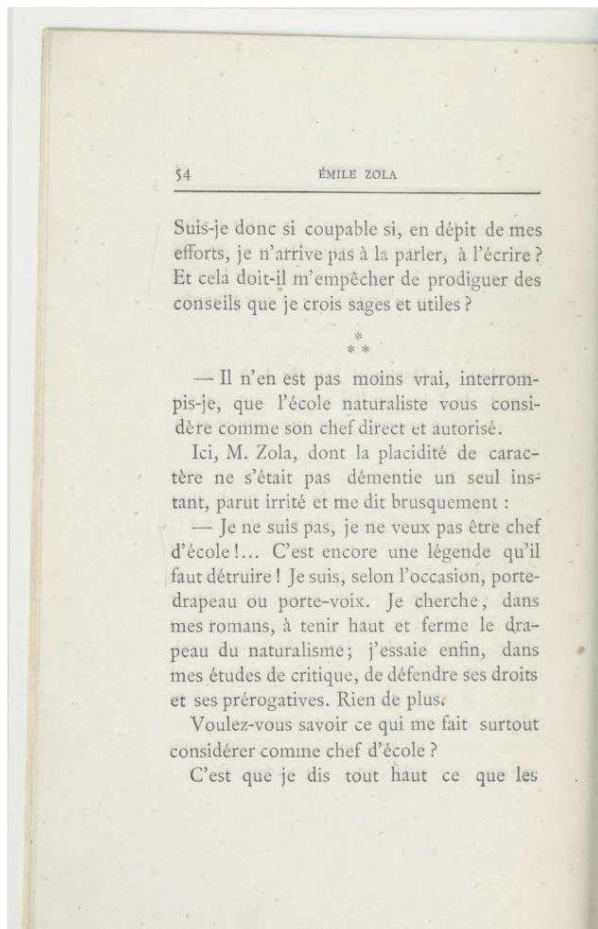 54 ÉMILE ZOLA
Suis-je donc si coupable si, en dépit de mes
efforts, je n'arrive pas à la parler, à l'écrire ?
Et cela doit-il m'empêcher de prodiguer des
conseils que je crois sages et utiles ?
*
* *
— Il n'en est pas moins vrai, interrom-
pis-je, que l'école naturaliste vous consi-
dère comme son chef direct et autorisé.
Ici, M. Zola, dont la placidité de carac-
tère ne s'était pas démentie un seul ins-
tant, parut irrité et me dit brusquement :
— Je ne suis pas, je ne veux pas être chef
d'école !... C'est encore une légende qu'il
faut détruire ! Je suis, selon l'occasion, porte-
drapeau ou porte-voix. Je cherche, dans
mes romans, à tenir haut et ferme le dra-
peau du naturalisme ; j'essaie enfin, dans
mes études de critique, de défendre ses droits
et ses prérogatives. Rien de plus.
Voulez-vous savoir ce qui me fait surtout
considérer comme chef d'école ?
C'est que je dis tout haut ce que les